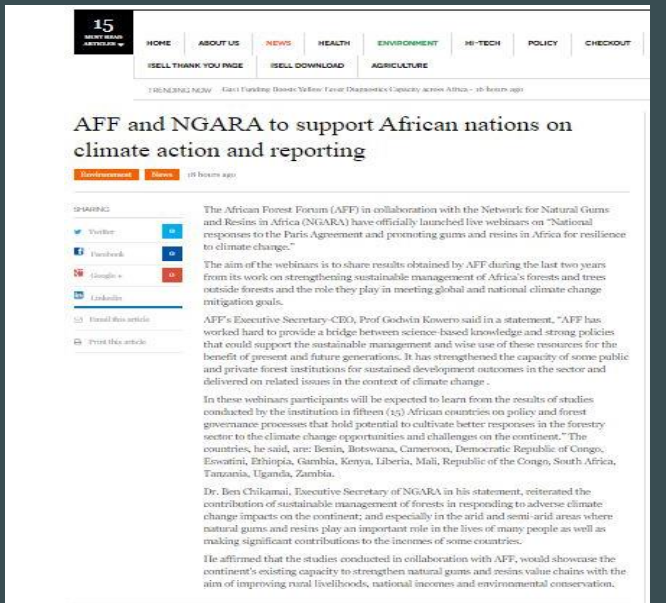 15
MUST READ
ARTICLES
HOME
ABOUT US
NEWS
HEALTH
ENVIRONMENT
HI-TECH
POLICY
CHECKOUT
ISELL THANK YOU PAGE
ISELL DOWNLOAD
AGRICULTURE
TRENDING NOW Gavi Funding Boosts Yellow Fever Diagnostics Capacity across Africa - 16 hours ago
AFF and NGARA to support African nations on
climate action and reporting
Environment News 18 hours ago
SHARING
Twitter 0
Facebook 0
Google + 0
Linkedin
Email this article
Print this article
The African Forest Forum (AFF) in collaboration with the Network for Natural Gums
and Resins in Africa (NGARA) have officially launched live webinars on “National
responses to the Paris Agreement and promoting gums and resins in Africa for resilience
to climate change.”
The aim of the webinars is to share results obtained by AFF during the last two years
from its work on strengthening sustainable management of Africa’s forests and trees
outside forests and the role they play in meeting global and national climate change
mitigation goals.
AFF’s Executive Secretary-CEO, Prof Godwin Kowero said in a statement, “AFF has
worked hard to provide a bridge between science-based knowledge and strong policies
that could support the sustainable management and wise use of these resources for the
benefit of present and future generations. It has strengthened the capacity of some public
and private forest institutions for sustained development outcomes in the sector and
delivered on related issues in the context of climate change .
In these webinars participants will be expected to learn from the results of studies
conducted by the institution in fifteen (15) African countries on policy and forest
governance processes that hold potential to cultivate better responses in the forestry
sector to the climate change opportunities and challenges on the continent.” The
countries, he said, are: Benin, Botswana, Cameroon, Democratic Republic of Congo,
Eswatini, Ethiopia, Gambia, Kenya, Liberia, Mali, Republic of the Congo, South Africa,
Tanzania, Uganda, Zambia.
Dr. Ben Chikamai, Executive Secretary of NGARA in his statement, reiterated the
contribution of sustainable management of forests in responding to adverse climate
change impacts on the continent; and especially in the arid and semi-arid areas where
natural gums and resins play an important role in the lives of many people as well as
making significant contributions to the incomes of some countries.
He affirmed that the studies conducted in collaboration with AFF, would showcase the
continent’s existing capacity to strengthen natural gums and resins value chains with the
aim of improving rural livelihoods, national incomes and environmental conservation.